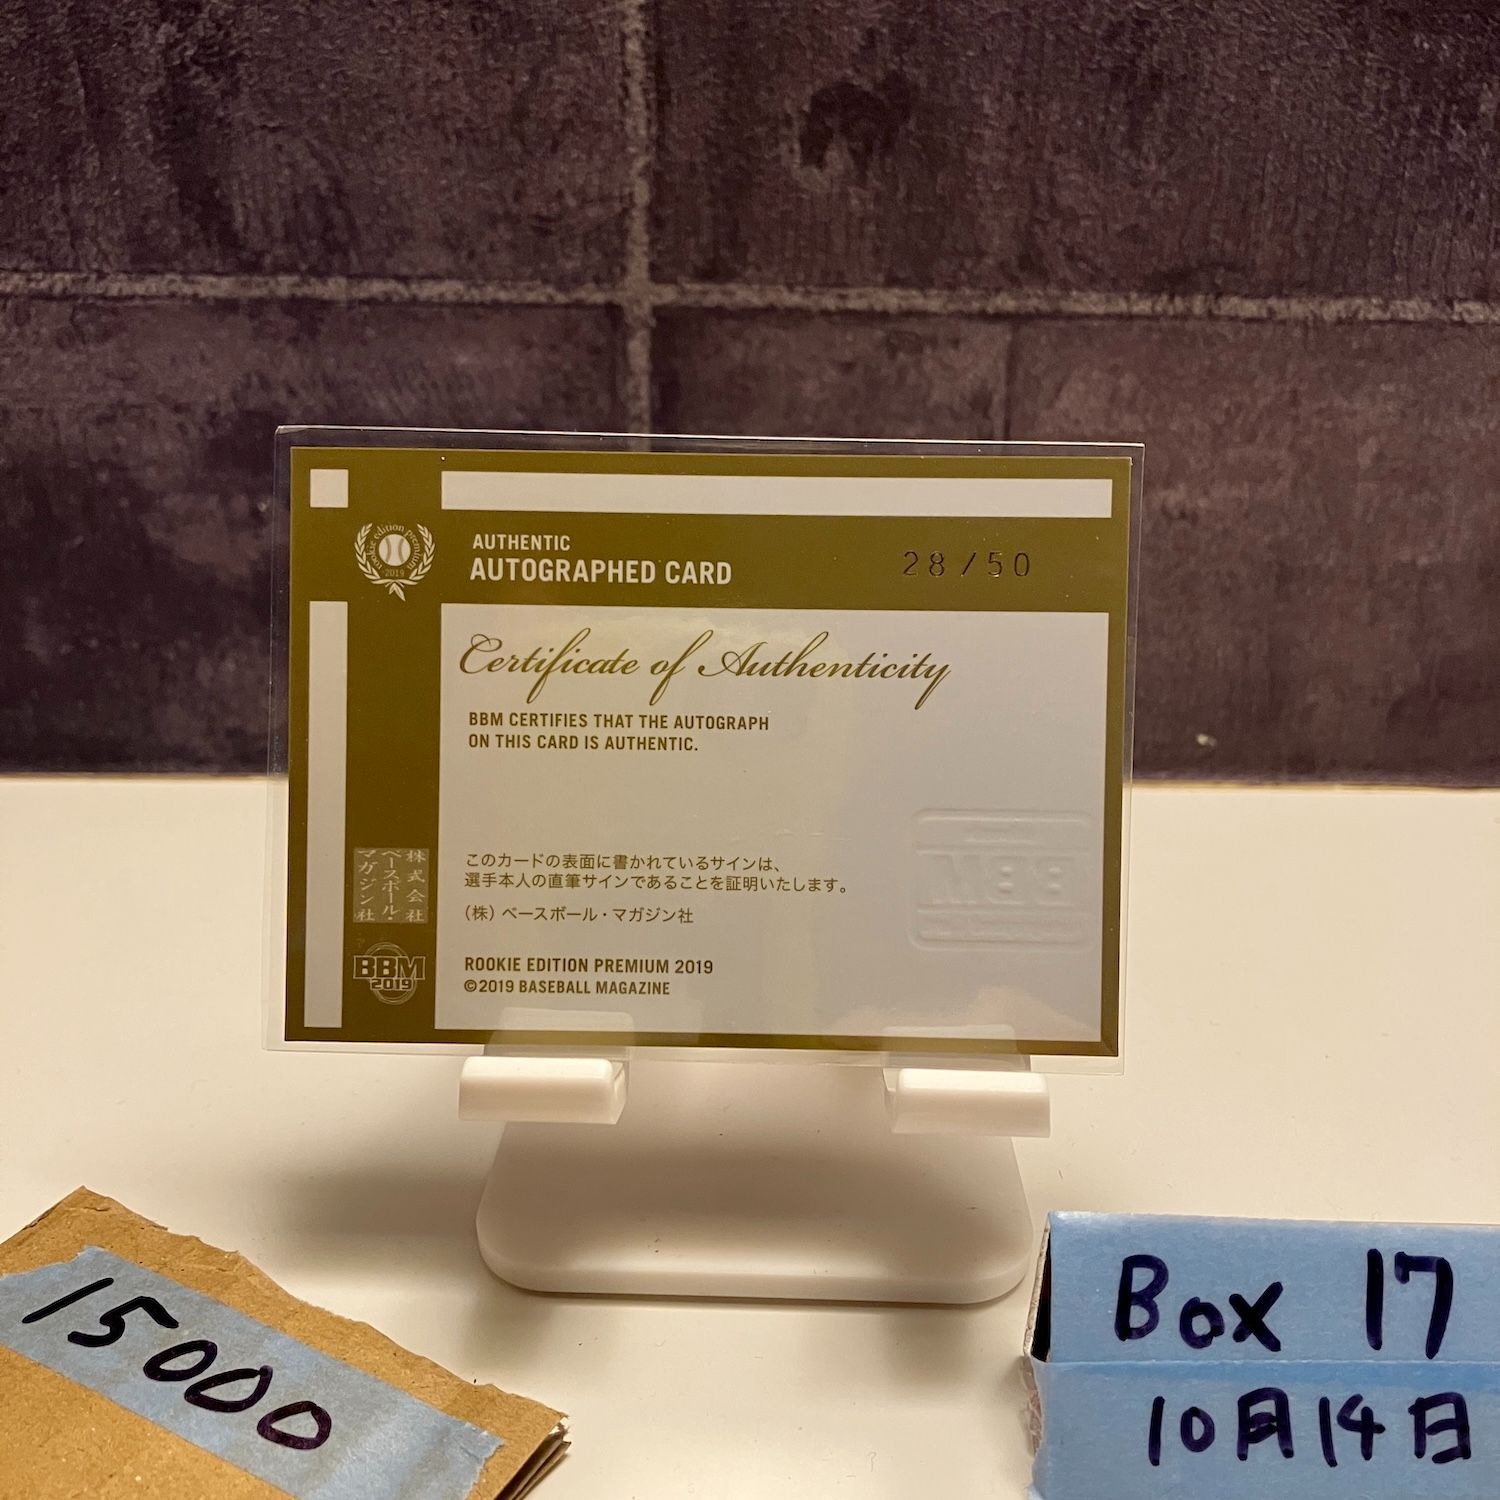 AUTHENTIC
AUTOGRAPHED CARD
28/50
rookie edition premium
2019
Certificate of Authenticity
BBM CERTIFIES THAT THE AUTOGRAPH
ON THIS CARD IS AUTHENTIC.
このカードの表面に書かれているサインは、
選手本人の直筆サインであることを証明いたします。
(株) ベースボール・マガジン社
株式会社
ベースボール・
マガジン社
BBM
2019
ROOKIE EDITION PREMIUM 2019
©2019 BASEBALL MAGAZINE
BBM
15000
Box 17
10月14日